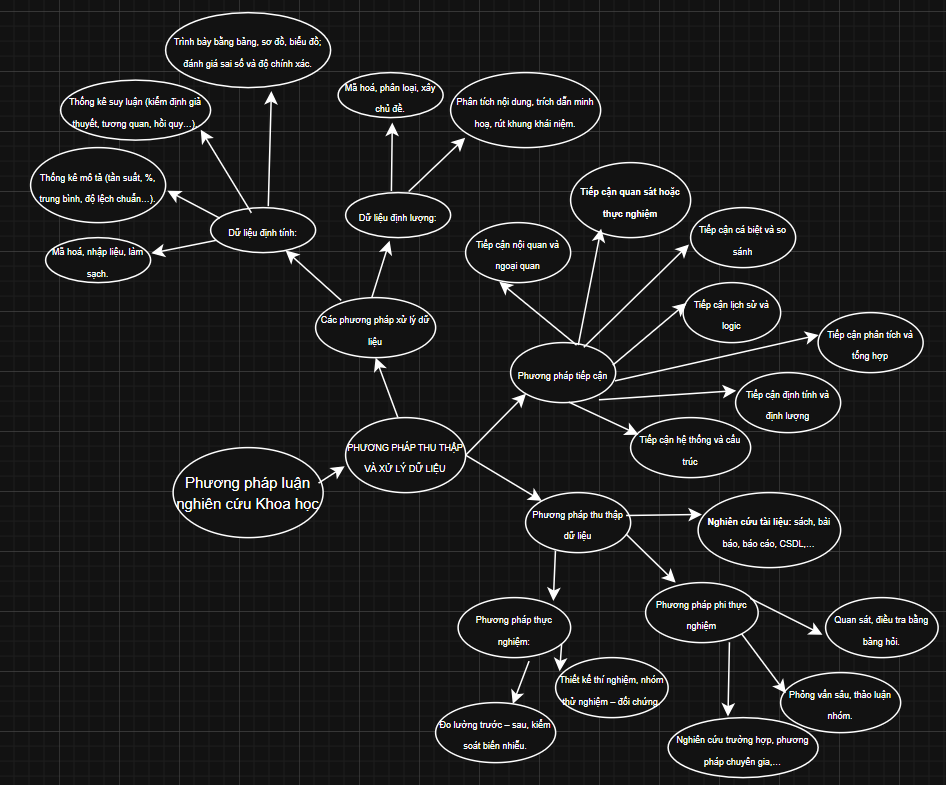 Trình bày bằng bảng, sơ đồ, biểu đồ;
đánh giá sai số và độ chính xác.
Thống kê suy luận (kiểm định giả
thuyết, tương quan, hồi quy…).
Mã hoá, phân loại, xây
chủ đề.
Phân tích nội dung, trích dẫn minh
hoạ, rút khung khái niệm.
Thống kê mô tả (tần suất, %,
trung bình, độ lệch chuẩn…).
Tiếp cận quan sát hoặc
thực nghiệm
Dữ liệu định tính:
Dữ liệu định lượng:
Tiếp cận nội quan và
ngoại quan
Tiếp cận cá biệt và so
sánh
Mã hoá, nhập liệu, làm
sạch.
Tiếp cận lịch sử và
logic
Các phương pháp xử lý dữ
liệu
Tiếp cận phân tích và
tổng hợp
Phương pháp tiếp cận
Tiếp cận định tính và
định lượng
Tiếp cận hệ thống và cấu
trúc
PHƯƠNG PHÁP THU THẬP
VÀ XỬ LÝ DỮ LIỆU
Phương pháp luận
nghiên cứu Khoa học
Phương pháp thu thập
dữ liệu
Nghiên cứu tài liệu: sách, bài
báo, báo cáo, CSDL,…
Phương pháp thực
nghiệm:
Phương pháp phi thực
nghiệm
Quan sát, điều tra bằng
bảng hỏi.
Thiết kế thí nghiệm, nhóm
thử nghiệm – đối chứng.
Phỏng vấn sâu, thảo luận
nhóm.
Đo lường trước – sau, kiểm
soát biến nhiễu.
Nghiên cứu trường hợp, phương
pháp chuyên gia,…